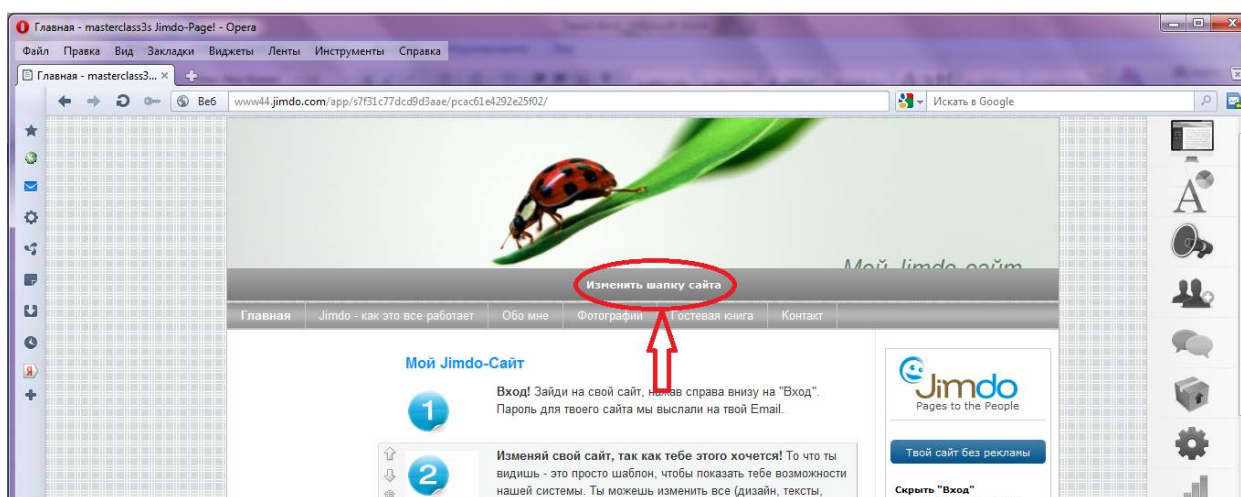 Главная - masterclass3s Jimdo-Page! - Opera
Файл Правка Вид Закладки Виджеты Ленты Инструменты Справка
Главная - masterclass3...
Веб www44.jimdo.com/app/s7f31c77dcd9d3aae/pcac61e4292e25f02/ Искать в Google
Мой Jimdo-сайт
Изменить шапку сайта
Главная Jimdo - как это все работает Обо мне Фотографии Гостевая книга Контакт
Мой Jimdo-Сайт
1
Вход! Зайди на свой сайт, нажав справа внизу на "Вход".
Пароль для твоего сайта мы выслали на твой Email.
2
Изменяй свой сайт, так как тебе этого хочется! То что ты
видишь - это просто шаблон, чтобы показать тебе возможности
нашей системы. Ты можешь изменить все (дизайн, тексты,
Jimdo
Pages to the People
Твой сайт без рекламы
Скрыть "Вход"